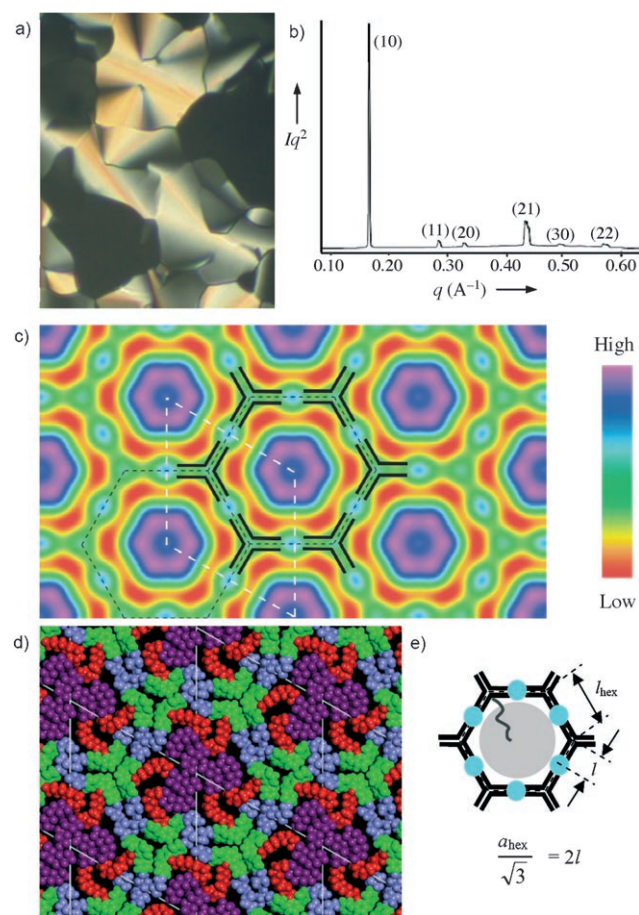 a)
b)
(10)
Iq²
(11)
(20)
(21)
(30)
(22)
0.10 0.20 0.30 0.40 0.50 0.60
q (A⁻¹)
c)
High
Low
d)
e)
l_hex
l
a_hex
√3
= 2l